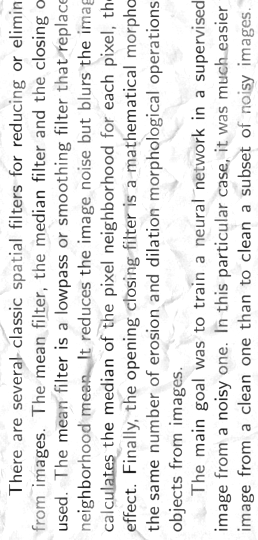 There are several classic spatial filters for reducing or elimin
from images. The mean filter, the median filter and the closing o
used. The mean filter is a lowpass or smoothing filter that replace
neighborhood mean. It reduces the image noise but blurs the imag
calculates the median of the pixel neighborhood for each pixel, the
effect. Finally, the opening closing filter is a mathematical morpho
the same number of erosion and dilation morphological operations
objects from images.
The main goal was to train a neural network in a supervised
image from a noisy one. In this particular case, it was much easier
image from a clean one than to clean a subset of noisy images.